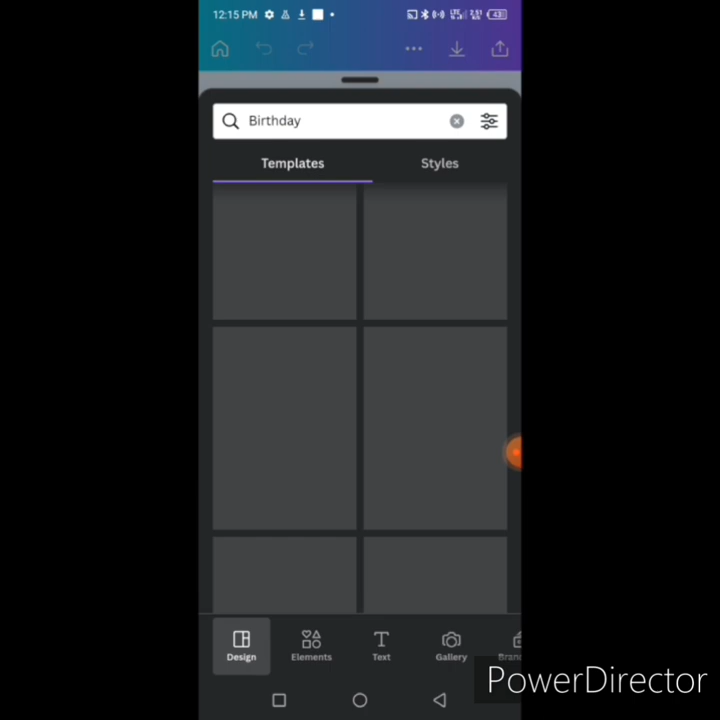 12:15 PM
Birthday
Templates Styles
Design Elements Text Gallery
PowerDirector